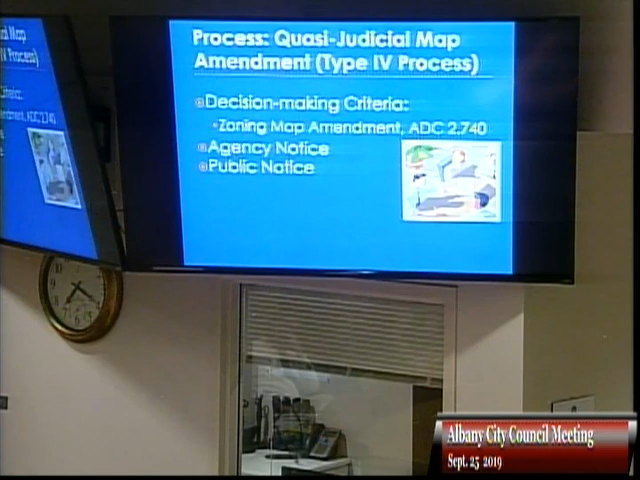 Process: Quasi-Judicial Map
Amendment (Type IV Process)
Decision-making Criteria:
Zoning Map Amendment, ADC 2.740
Agency Notice
Public Notice
Albany City Council Meeting
Sept. 25 2019